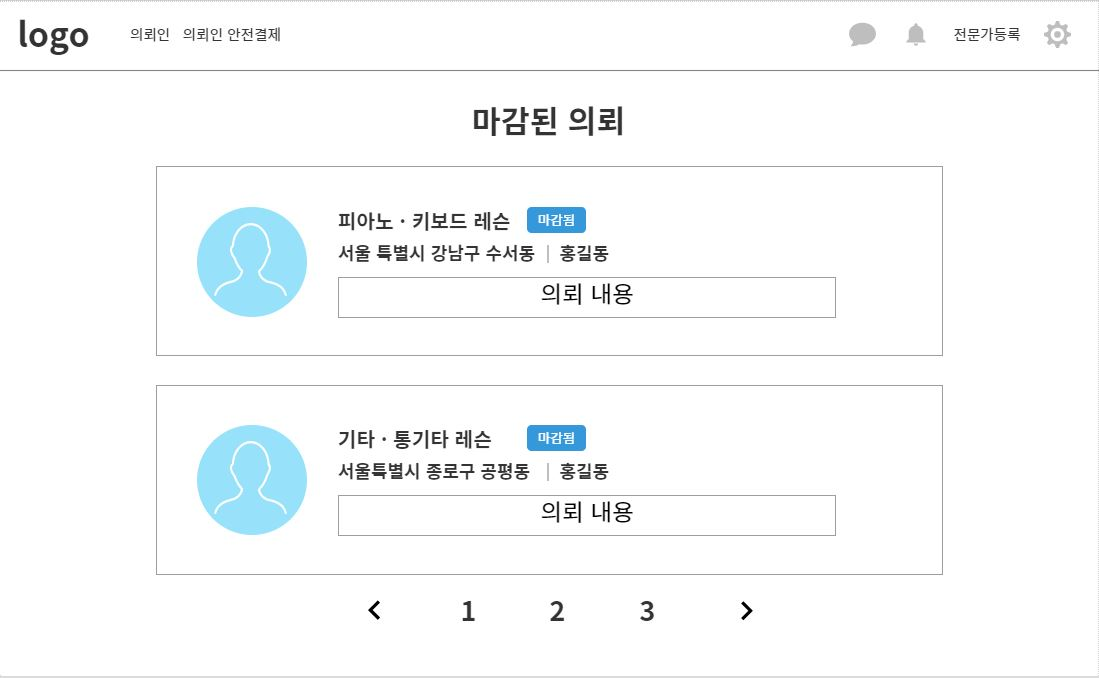 logo 의뢰인 의뢰인 안전결제 전문가등록
마감된 의뢰
피아노 · 키보드 레슨 마감됨
서울 특별시 강남구 수서동 | 홍길동
의뢰 내용
기타 · 통기타 레슨 마감됨
서울특별시 종로구 공평동 | 홍길동
의뢰 내용
1 2 3